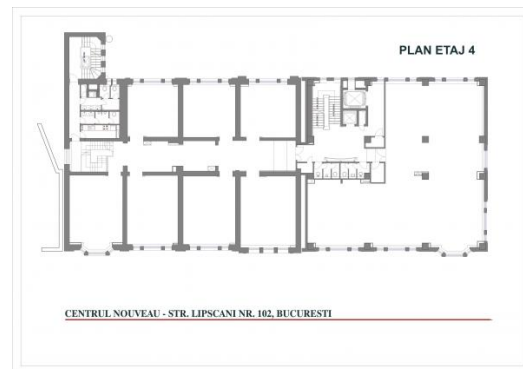 PLAN ETAJ 4
CENTRUL NOUVEAU - STR. LIPSCANI NR. 102, BUCURESTI